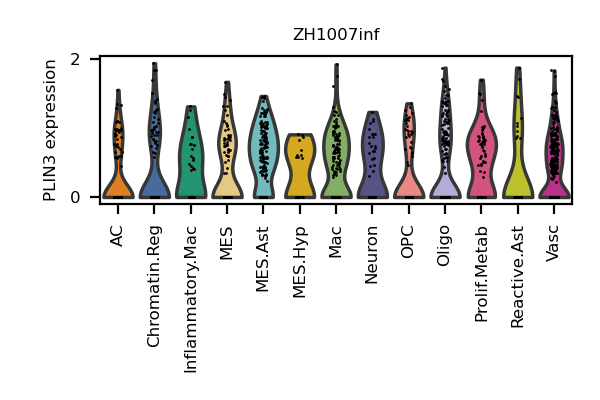 ZH1007inf
PLIN3 expression
2
0
AC
Chromatin.Reg
Inflammatory.Mac
MES
MES.Ast
MES.Hyp
Mac
Neuron
OPC
Oligo
Prolif.Metab
Reactive.Ast
Vasc